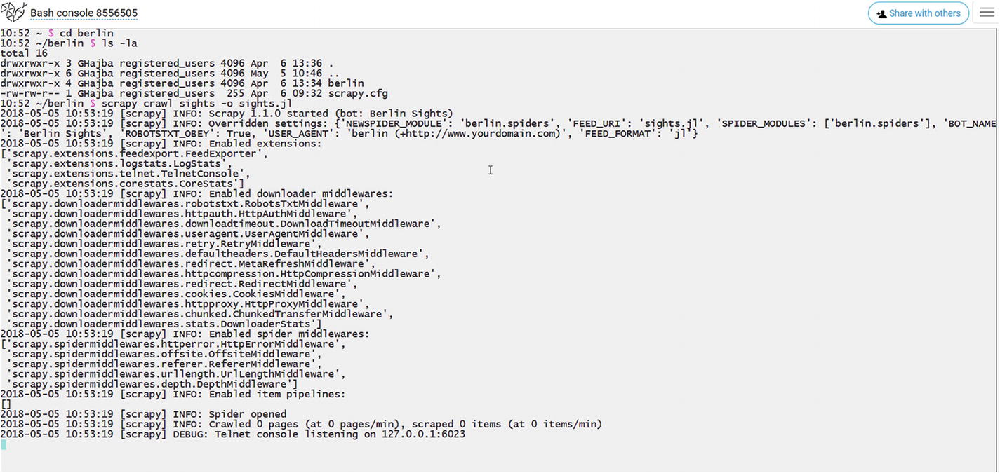 Bash console 8556505
Share with others
10:52 ~ $ cd berlin
10:52 ~/berlin $ ls -la
total 16
drwxrwxr-x 3 GHajba registered_users 4096 Apr  6 13:36 .
drwxrwxr-x 6 GHajba registered_users 4096 May  5 10:46 ..
drwxrwxr-x 4 GHajba registered_users 4096 Apr  6 13:34 berlin
-rw-rw-r-- 1 GHajba registered_users  255 Apr  6 09:32 scrapy.cfg
10:52 ~/berlin $ scrapy crawl sights -o sights.jl
2018-05-05 10:53:19 [scrapy] INFO: Scrapy 1.1.0 started (bot: Berlin Sights)
2018-05-05 10:53:19 [scrapy] INFO: Overridden settings: {'NEWSPIDER_MODULE': 'berlin.spiders', 'FEED_URI': 'sights.jl', 'SPIDER_MODULES': ['berlin.spiders'], 'BOT_NAME
': 'Berlin Sights', 'ROBOTSTXT_OBEY': True, 'USER_AGENT': 'berlin (+http://www.yourdomain.com)', 'FEED_FORMAT': 'jl'}
2018-05-05 10:53:19 [scrapy] INFO: Enabled extensions:
['scrapy.extensions.feedexport.FeedExporter',
 'scrapy.extensions.logstats.LogStats',
 'scrapy.extensions.telnet.TelnetConsole',
 'scrapy.extensions.corestats.CoreStats']
2018-05-05 10:53:19 [scrapy] INFO: Enabled downloader middlewares:
['scrapy.downloadermiddlewares.robotstxt.RobotsTxtMiddleware',
 'scrapy.downloadermiddlewares.httpauth.HttpAuthMiddleware',
 'scrapy.downloadermiddlewares.downloadtimeout.DownloadTimeoutMiddleware',
 'scrapy.downloadermiddlewares.useragent.UserAgentMiddleware',
 'scrapy.downloadermiddlewares.retry.RetryMiddleware',
 'scrapy.downloadermiddlewares.defaultheaders.DefaultHeadersMiddleware',
 'scrapy.downloadermiddlewares.redirect.MetaRefreshMiddleware',
 'scrapy.downloadermiddlewares.httpcompression.HttpCompressionMiddleware',
 'scrapy.downloadermiddlewares.redirect.RedirectMiddleware',
 'scrapy.downloadermiddlewares.cookies.CookiesMiddleware',
 'scrapy.downloadermiddlewares.httpproxy.HttpProxyMiddleware',
 'scrapy.downloadermiddlewares.chunked.ChunkedTransferMiddleware',
 'scrapy.downloadermiddlewares.stats.DownloaderStats']
2018-05-05 10:53:19 [scrapy] INFO: Enabled spider middlewares:
['scrapy.spidermiddlewares.httperror.HttpErrorMiddleware',
 'scrapy.spidermiddlewares.offsite.OffsiteMiddleware',
 'scrapy.spidermiddlewares.referer.RefererMiddleware',
 'scrapy.spidermiddlewares.urllength.UrlLengthMiddleware',
 'scrapy.spidermiddlewares.depth.DepthMiddleware']
2018-05-05 10:53:19 [scrapy] INFO: Enabled item pipelines:
[]
2018-05-05 10:53:19 [scrapy] INFO: Spider opened
2018-05-05 10:53:19 [scrapy] INFO: Crawled 0 pages (at 0 pages/min), scraped 0 items (at 0 items/min)
2018-05-05 10:53:19 [scrapy] DEBUG: Telnet console listening on 127.0.0.1:6023